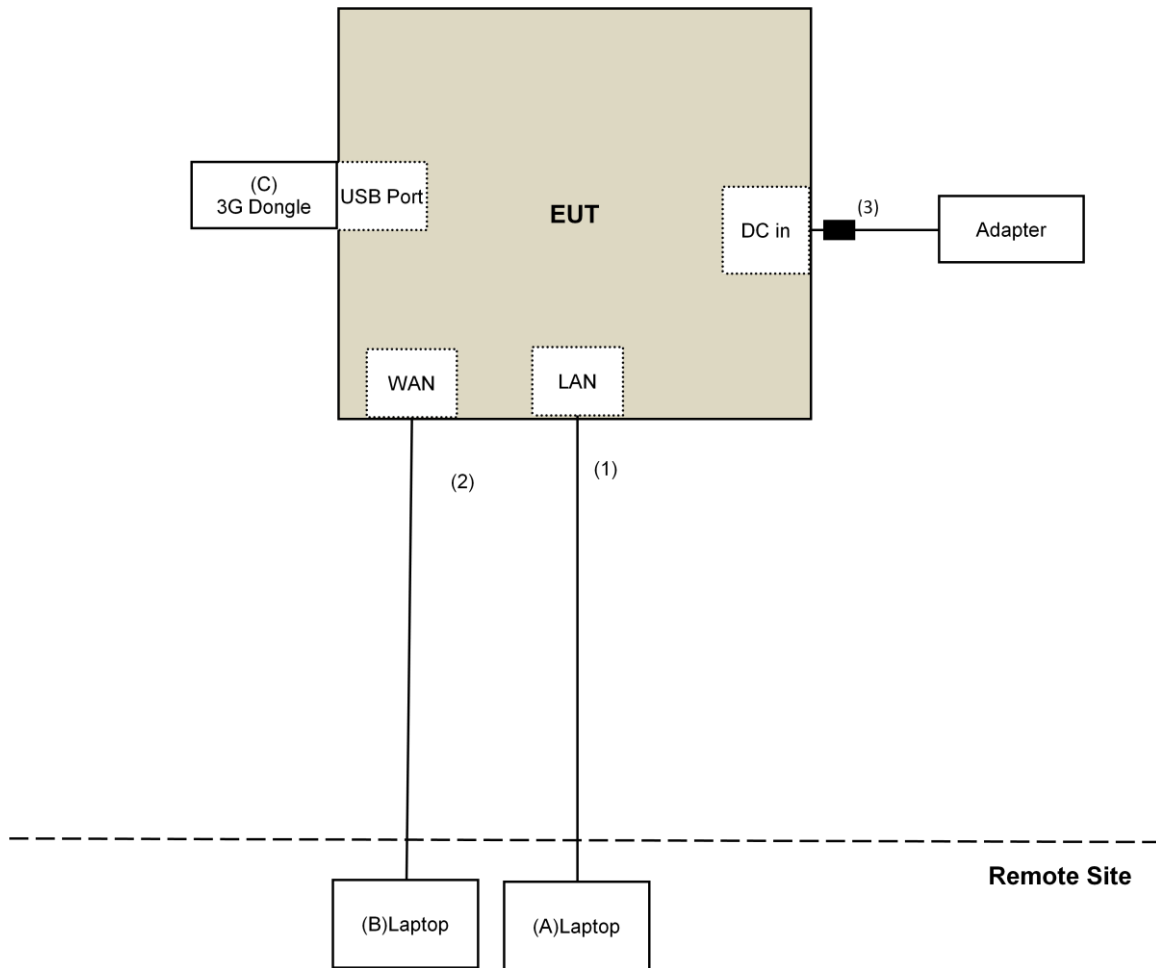 (C)
3G Dongle
USB Port
EUT
DC in
(3)
Adapter
WAN
LAN
(2)
(1)
Remote Site
(B)Laptop
(A)Laptop